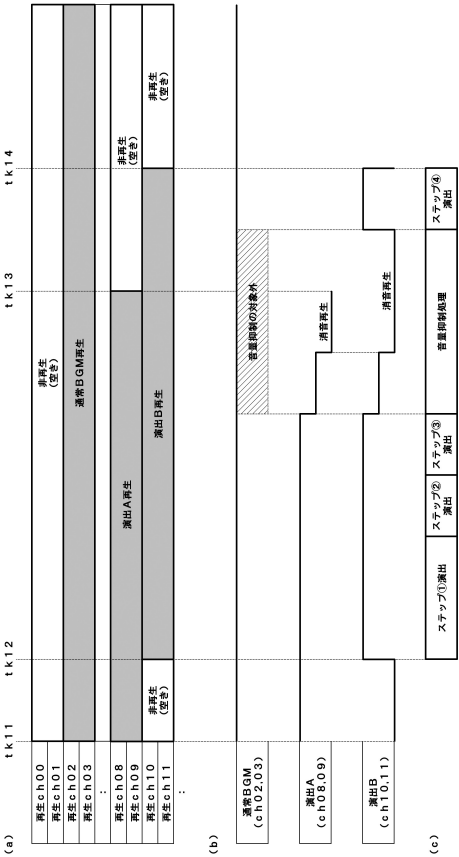 (a)
tk11
tk12
tk13
tk14
再生ch00
再生ch01
再生ch02
再生ch03
:
再生ch08
再生ch09
再生ch10
再生ch11
:
非再生
(空き)
通常BGM再生
演出A再生
非再生
(空き)
非再生
(空き)
演出B再生
非再生
(空き)
(b)
通常BGM
(ch02,03)
音量抑制の対象外
演出A
(ch08,09)
消音再生
演出B
(ch10,11)
消音再生
(c)
ステップ①演出
ステップ②
演出
ステップ③
演出
音量抑制処理
ステップ④
演出